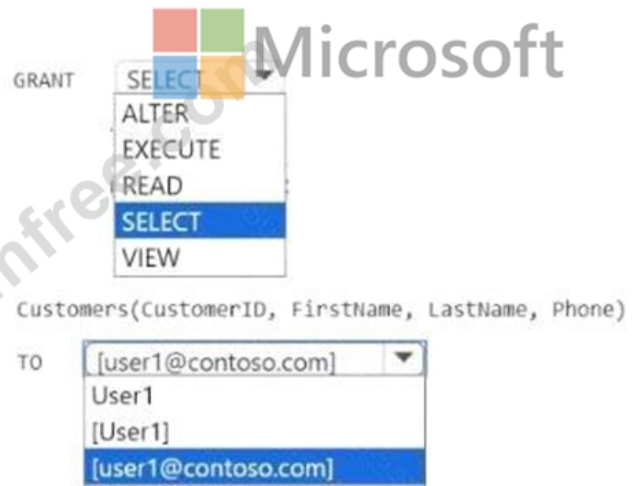 Microsoft
GRANT SELECT
ALTER
EXECUTE
READ
SELECT
VIEW
Customers(CustomerID, FirstName, LastName, Phone)
TO [user1@contoso.com]
User1
[User1]
[user1@contoso.com]